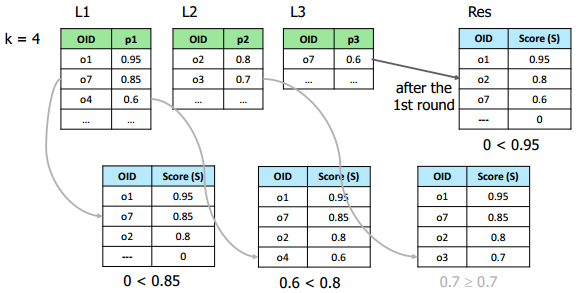 L1 L2 L3 Res
k = 4
OID p1
o1 0.95
o7 0.85
o4 0.6
... ...
OID p2
o2 0.8
o3 0.7
... ...
OID p3
o7 0.6
... ...
after the
1st round
OID Score (S)
o1 0.95
o2 0.8
o7 0.6
--- 0
0 < 0.95
OID Score (S)
o1 0.95
o7 0.85
o2 0.8
--- 0
0 < 0.85
OID Score (S)
o1 0.95
o7 0.85
o2 0.8
o4 0.6
0.6 < 0.8
OID Score (S)
o1 0.95
o7 0.85
o2 0.8
o3 0.7
0.7 ≥ 0.7